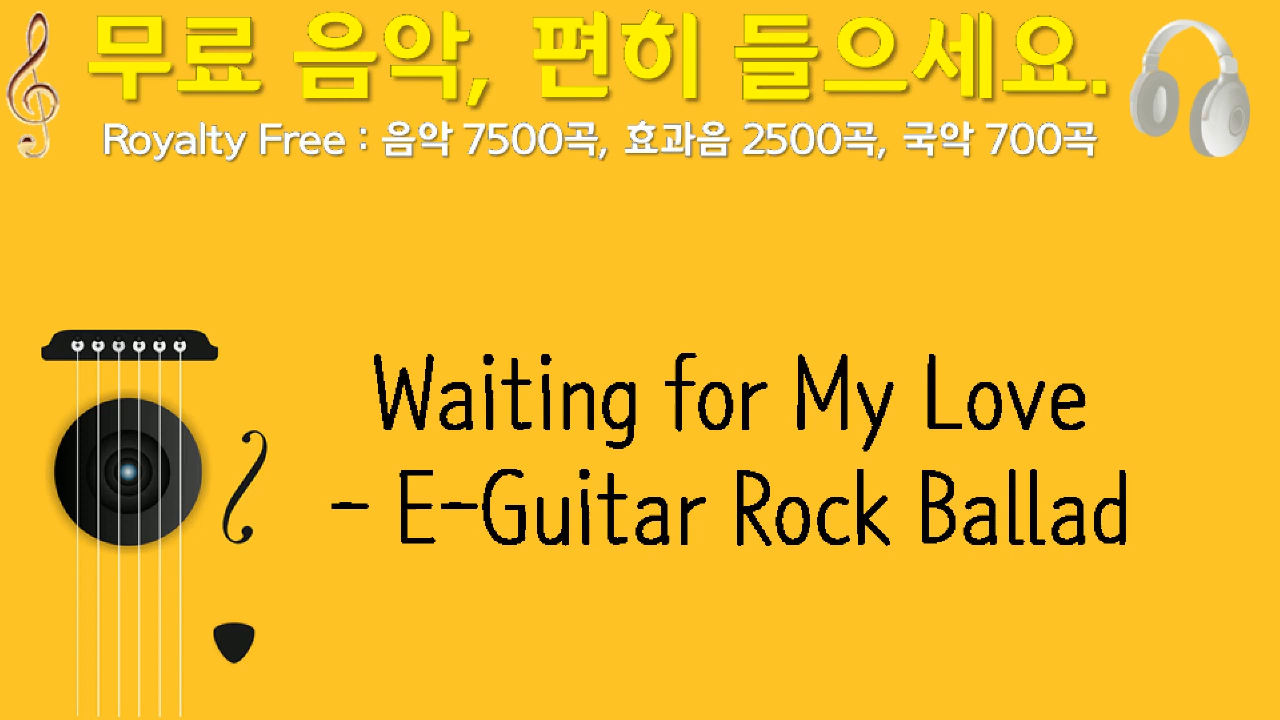 무료 음악, 편히 들으세요.
Royalty Free : 음악 7500곡, 효과음 2500곡, 국악 700곡
Waiting for My Love
- E-Guitar Rock Ballad